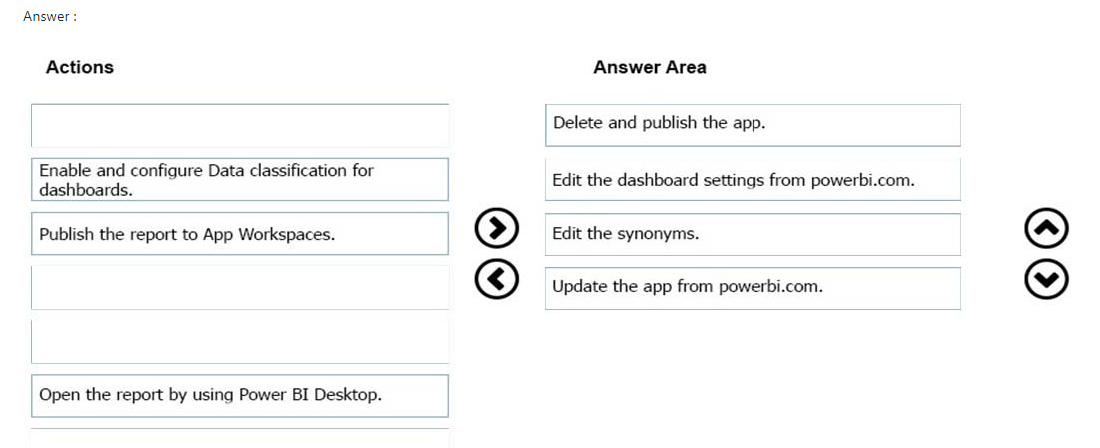 Answer :
Actions
Answer Area
Delete and publish the app.
Enable and configure Data classification for
dashboards.
Edit the dashboard settings from powerbi.com.
Publish the report to App Workspaces.
Edit the synonyms.
Update the app from powerbi.com.
Open the report by using Power BI Desktop.